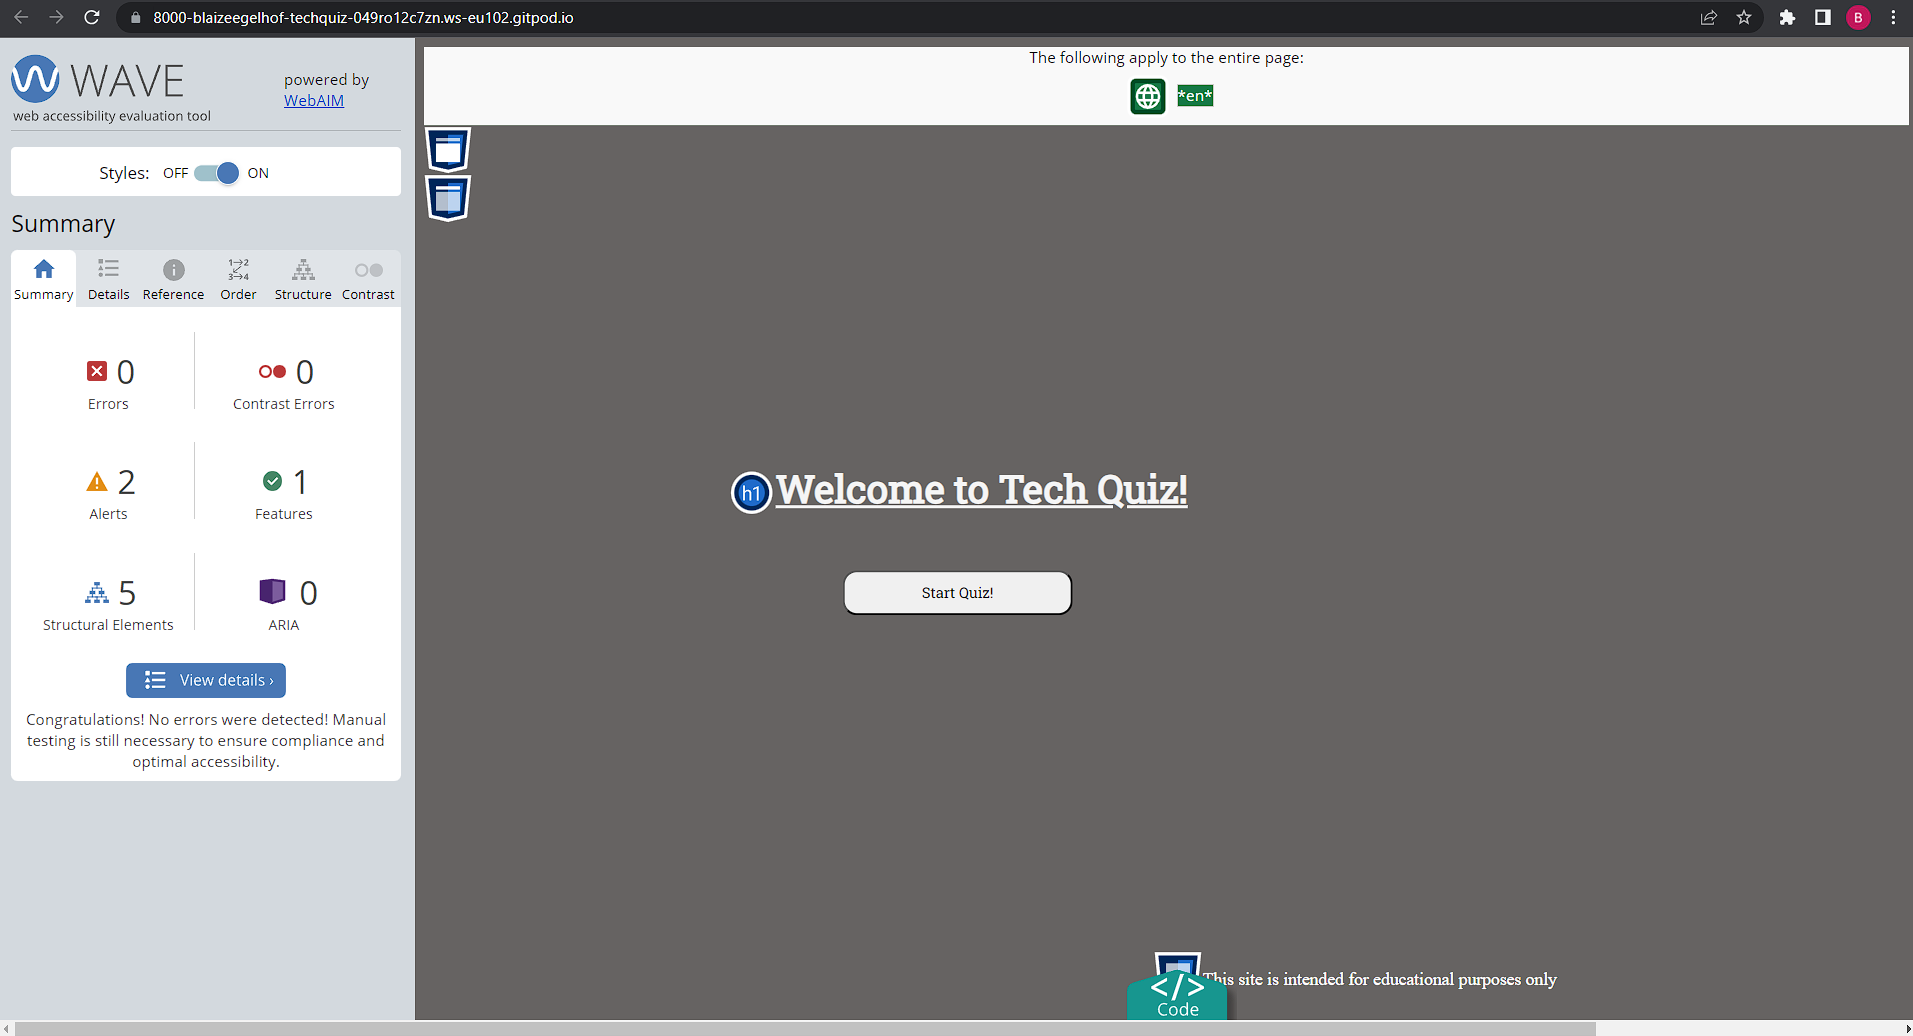 8000-blaizeegelhof-techquiz-049ro12c7zn.ws-eu102.gitpod.io
B
WAVE
web accessibility evaluation tool
powered by
WebAIM
Styles: OFF ON
Summary
Summary Details Reference Order Structure Contrast
1→2
3→4
0
Errors
0
Contrast Errors
2
Alerts
1
Features
5
Structural Elements
0
ARIA
View details ›
Congratulations! No errors were detected! Manual
testing is still necessary to ensure compliance and
optimal accessibility.
The following apply to the entire page:
*en*
h1 Welcome to Tech Quiz!
Start Quiz!
This site is intended for educational purposes only
</>
Code